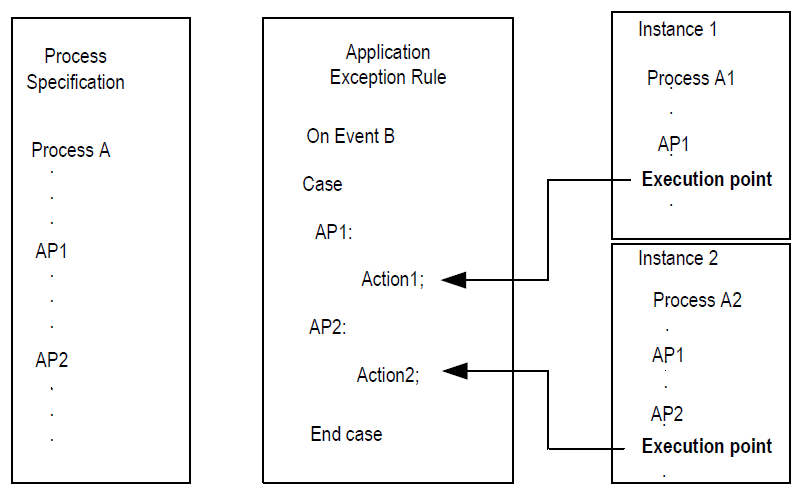 Process
Specification
Process A
AP1
AP2
Application
Exception Rule
On Event B
Case
AP1:
Action1;
AP2:
Action2;
End case
Instance 1
Process A1
AP1
Execution point
Instance 2
Process A2
AP1
AP2
Execution point